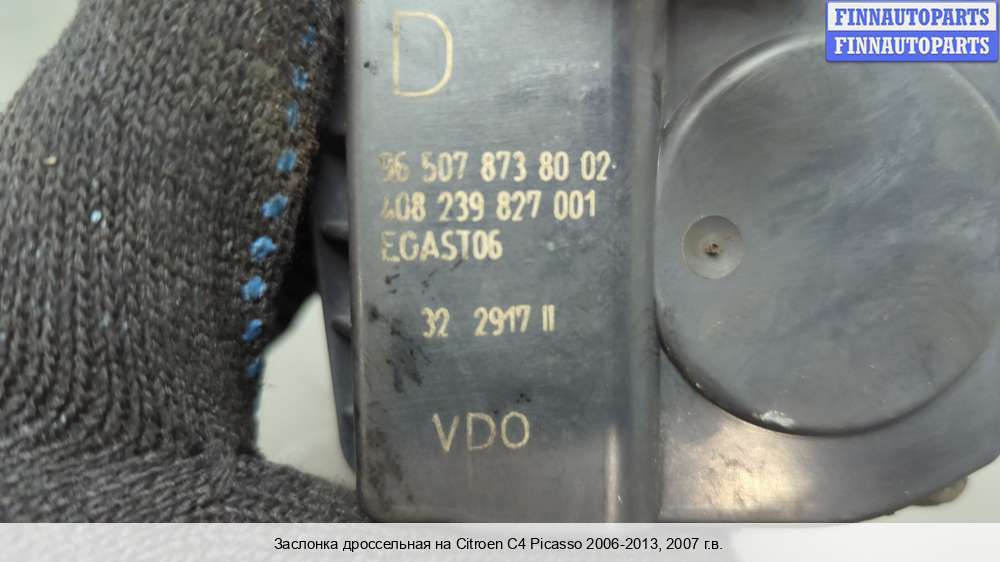 FINNAUTOPARTS
FINNAUTOPARTS
D
96 507 873 80 02
408 239 827 001
EGAST06
32 2917 11
VDO
Заслонка дроссельная на Citroen C4 Picasso 2006-2013, 2007 г.в.